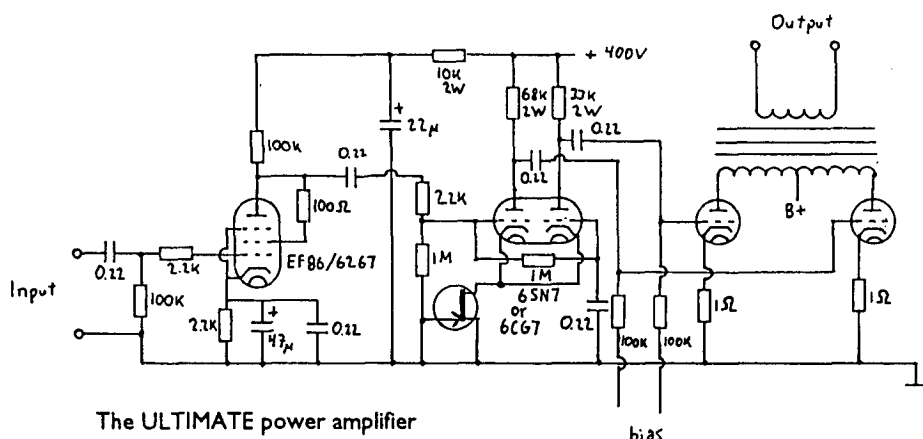 Output
+ 400V
10K
2W
68K
2W
33K
2W
0.22
+
22µ
100K
0.22
0.22
B+
2.2K
100Ω
EF86/6267
1M
1M
6SN7
or
6CG7
0.22
1Ω
1Ω
Input
0.22
2.2K
100K
2.2K
+
47µ
0.22
100K
100K
The ULTIMATE power amplifier
bias